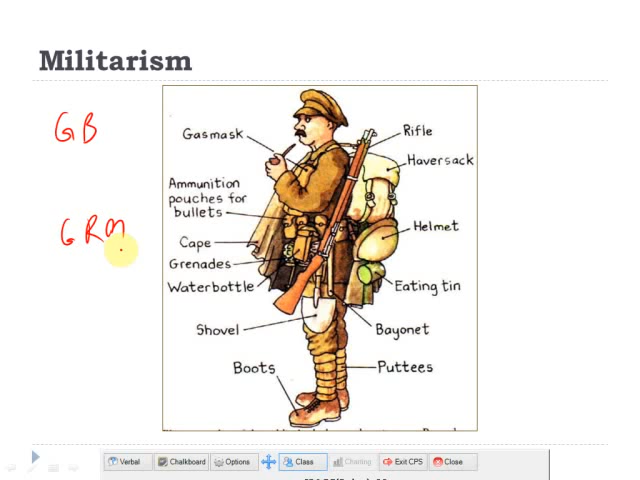 Militarism
GB
GRM
Gasmask
Rifle
Haversack
Ammunition
pouches for
bullets
Helmet
Cape
Grenades
Waterbottle
Eating tin
Shovel
Bayonet
Boots
Puttees
Verbal Chalkboard Options Class Charting Exit CPS Close